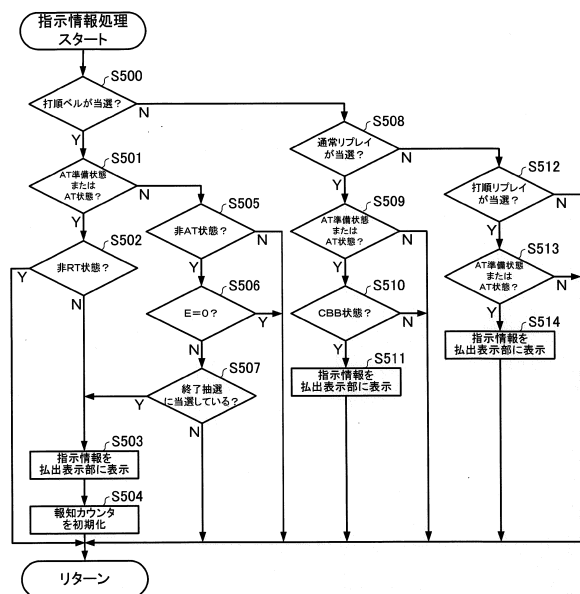 指示情報処理
スタート
S500
打順ベルが当選？
N
Y
S501
AT準備状態
または
AT状態？
N
Y
S502
非RT状態？
Y
N
S505
非AT状態？
N
Y
S506
E=0？
Y
N
S507
終了抽選
に当選している？
Y
N
S503
指示情報を
払出表示部に表示
S504
報知カウンタ
を初期化
リターン
S508
通常リプレイ
が当選？
N
Y
S509
AT準備状態
または
AT状態？
N
Y
S510
CBB状態？
N
Y
S511
指示情報を
払出表示部に表示
S512
打順リプレイ
が当選？
N
Y
S513
AT準備状態
または
AT状態？
N
Y
S514
指示情報を
払出表示部に表示